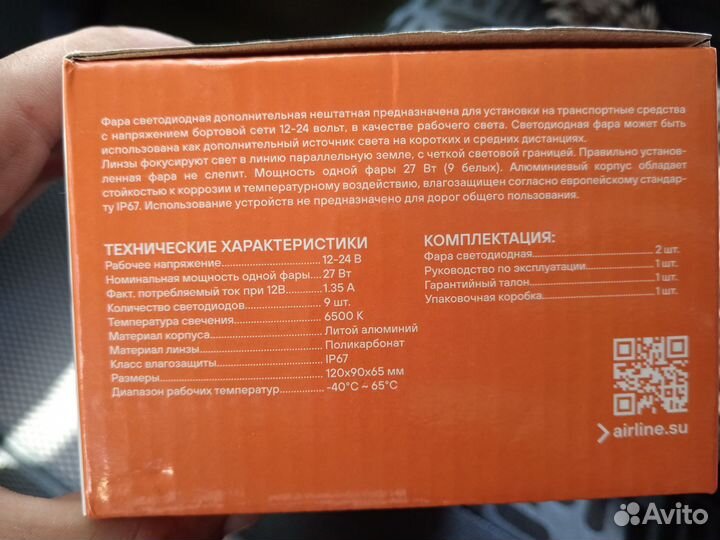 Фара светодиодная дополнительная нештатная предназначена для установки на транспортные средства
с напряжением бортовой сети 12-24 вольт, в качестве рабочего света. Светодиодная фара может быть
использована как дополнительный источник света на коротких и средних дистанциях.
Линзы фокусируют свет в линию параллельную земле, с четкой световой границей. Правильно установ-
ленная фара не слепит. Мощность одной фары 27 Вт (9 белых). Алюминиевый корпус обладает
стойкостью к коррозии и температурному воздействию, влагозащищен согласно европейскому стандар-
ту IP67. Использование устройств не предназначено для дорог общего пользования.
ТЕХНИЧЕСКИЕ ХАРАКТЕРИСТИКИ
Рабочее напряжение 12-24 В
Номинальная мощность одной фары 27 Вт
Факт. потребляемый ток при 12В 1.35 А
Количество светодиодов 9 шт.
Температура свечения 6500 К
Материал корпуса Литой алюминий
Материал линзы Поликарбонат
Класс влагозащиты IP67
Размеры 120x90x65 мм
Диапазон рабочих температур -40°C ~ 65°C
КОМПЛЕКТАЦИЯ:
Фара светодиодная 2 шт.
Руководство по эксплуатации 1 шт.
Гарантийный талон 1 шт.
Упаковочная коробка 1 шт.
airline.su
Avito